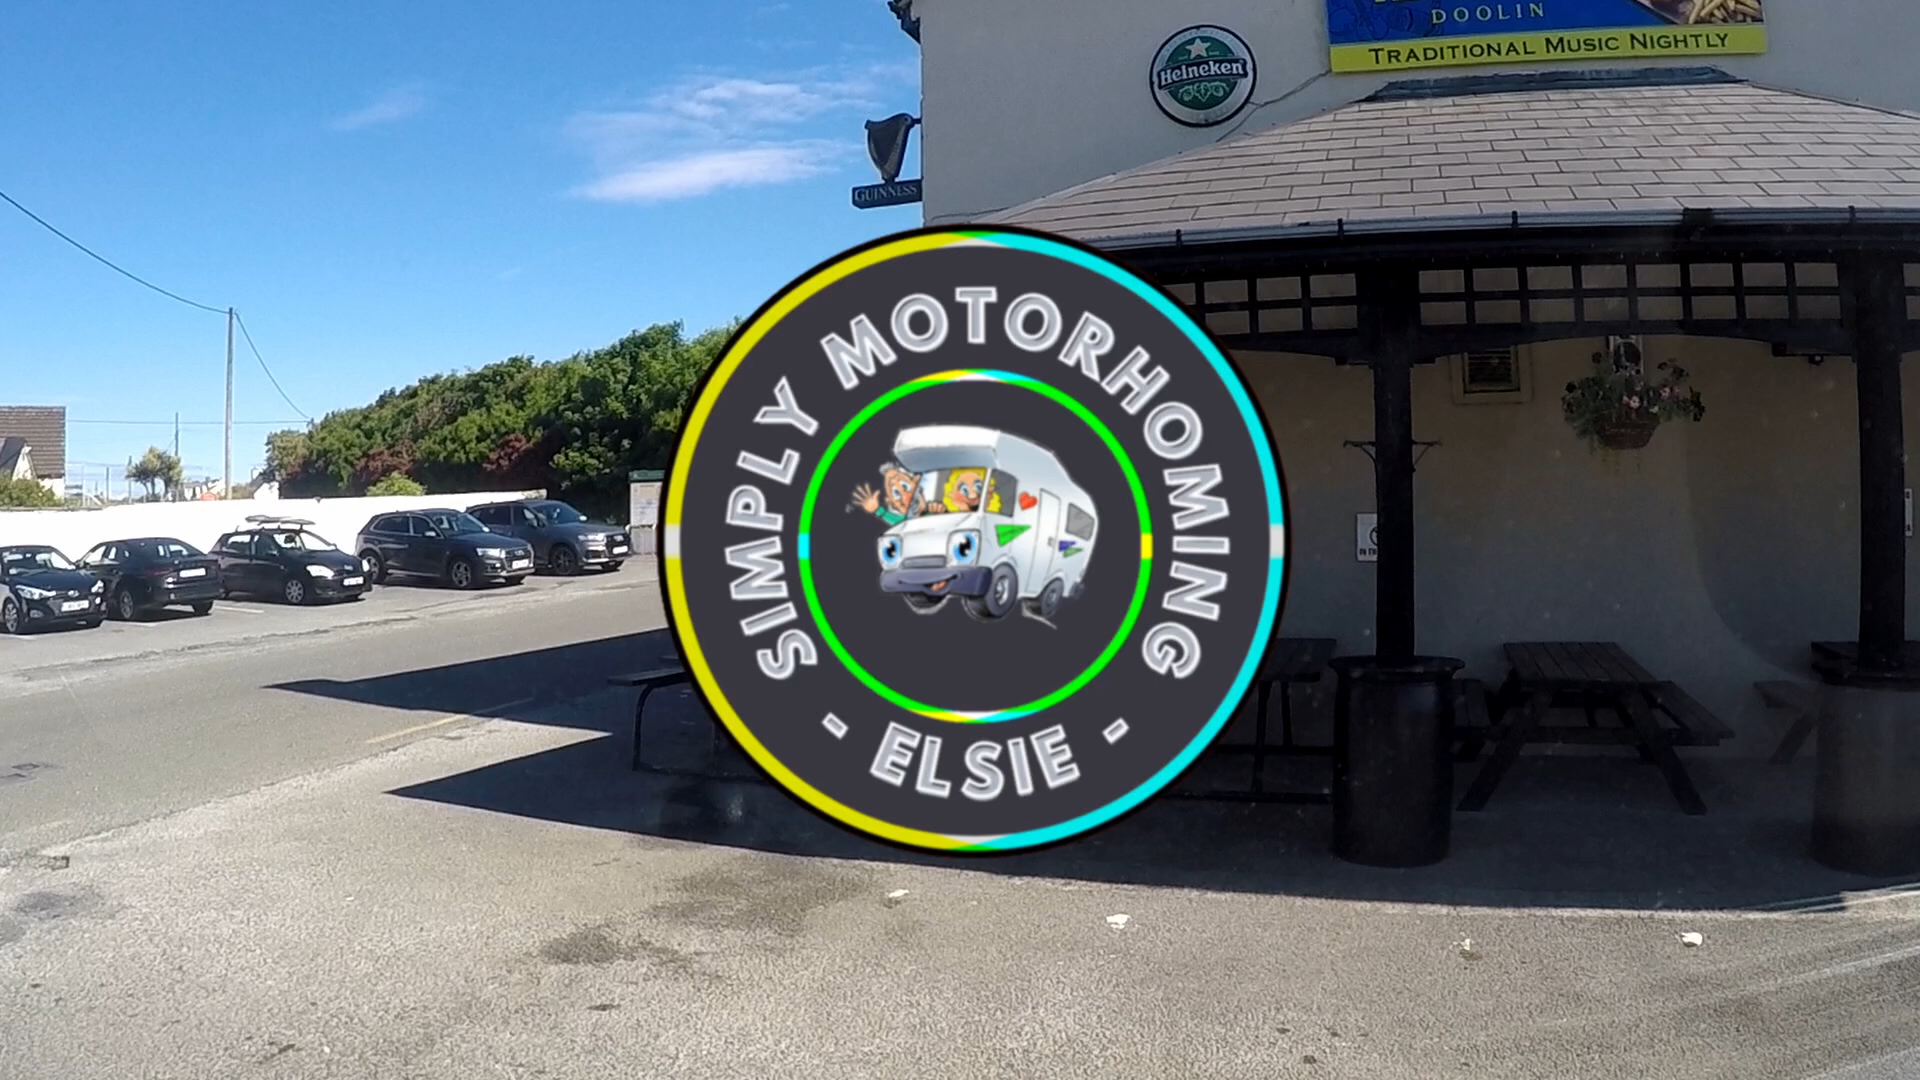 DOOLIN
TRADITIONAL MUSIC NIGHTLY
Heineken
GUINNESS
SIMPLY MOTORHOMING
- ELSIE -